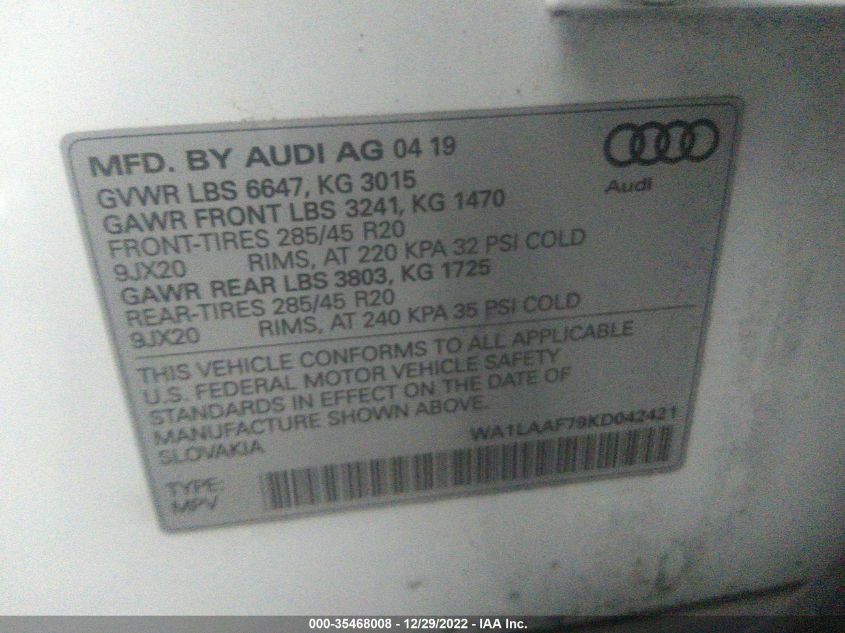 MFD. BY AUDI AG 04 19
Audi
GVWR LBS 6647, KG 3015
GAWR FRONT LBS 3241, KG 1470
FRONT-TIRES 285/45 R20
9JX20 RIMS, AT 220 KPA 32 PSI COLD
GAWR REAR LBS 3803, KG 1725
REAR-TIRES 285/45 R20
9JX20 RIMS, AT 240 KPA 35 PSI COLD
THIS VEHICLE CONFORMS TO ALL APPLICABLE
U.S. FEDERAL MOTOR VEHICLE SAFETY
STANDARDS IN EFFECT ON THE DATE OF
MANUFACTURE SHOWN ABOVE.
SLOVAKIA
WA1LAAF79KD042421
TYPE:
MPV
000-35468008 - 12/29/2022 - IAA Inc.